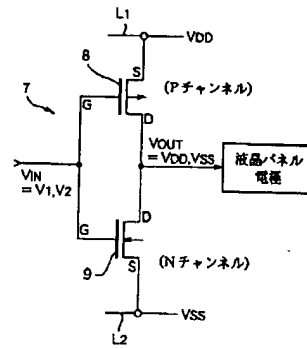 L1
VDD
8
S
7
(Pチャンネル)
G
D
VOUT
=VDD,VSS
液晶パネル
電極
VIN
=V1,V2
D
G
S
(Nチャンネル)
9
VSS
L2